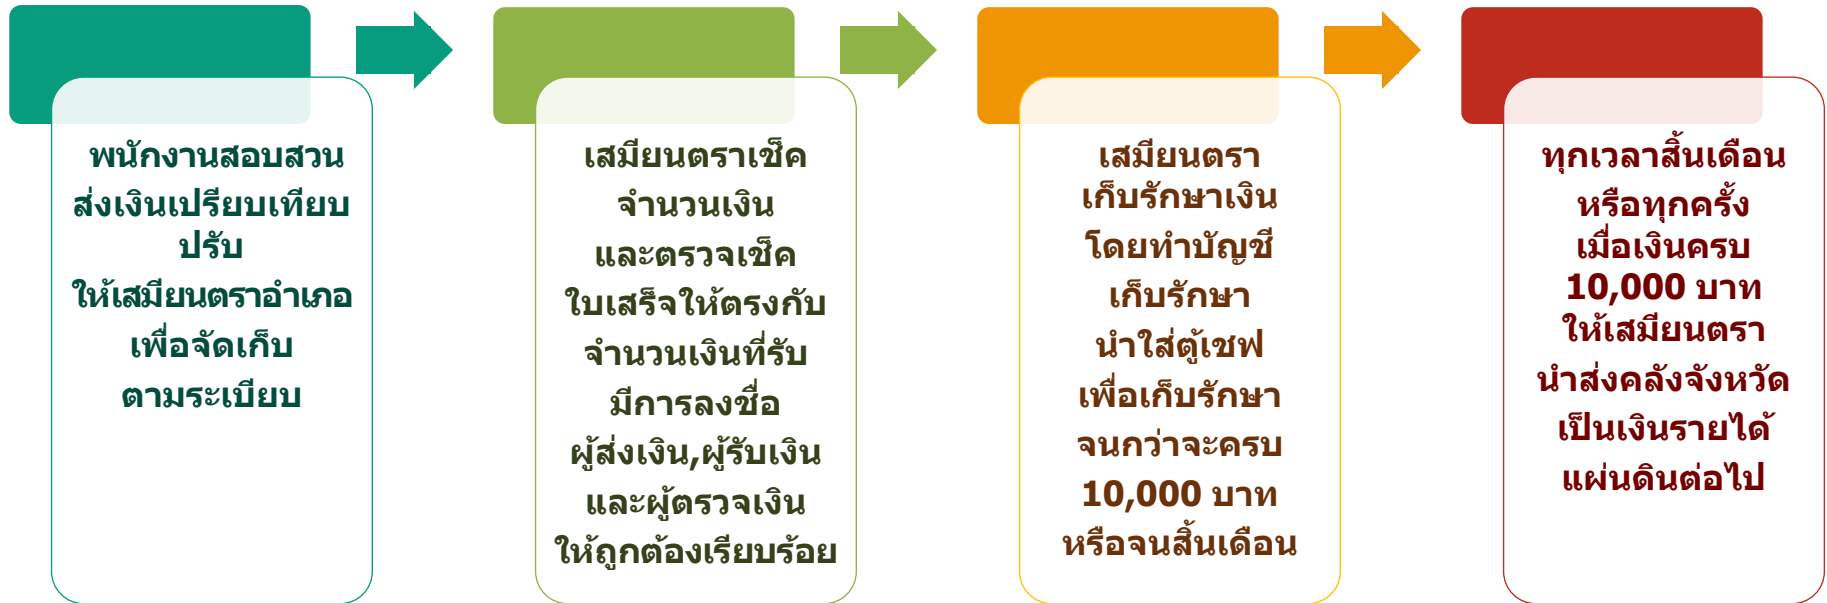 พนักงานสอบสวน
ส่งเงินเปรียบเทียบ
ปรับ
ให้เสมียนตราอำเภอ
เพื่อจัดเก็บ
ตามระเบียบ
เสมียนตราเช็ค
จำนวนเงิน
และตรวจเช็ค
ใบเสร็จให้ตรงกับ
จำนวนเงินที่รับ
มีการลงชื่อ
ผู้ส่งเงิน,ผู้รับเงิน
และผู้ตรวจเงิน
ให้ถูกต้องเรียบร้อย
เสมียนตรา
เก็บรักษาเงิน
โดยทำบัญชี
เก็บรักษา
นำใส่ตู้เซฟ
เพื่อเก็บรักษา
จนกว่าจะครบ
10,000 บาท
หรือจนสิ้นเดือน
ทุกเวลาสิ้นเดือน
หรือทุกครั้ง
เมื่อเงินครบ
10,000 บาท
ให้เสมียนตรา
นำส่งคลังจังหวัด
เป็นเงินรายได้
แผ่นดินต่อไป